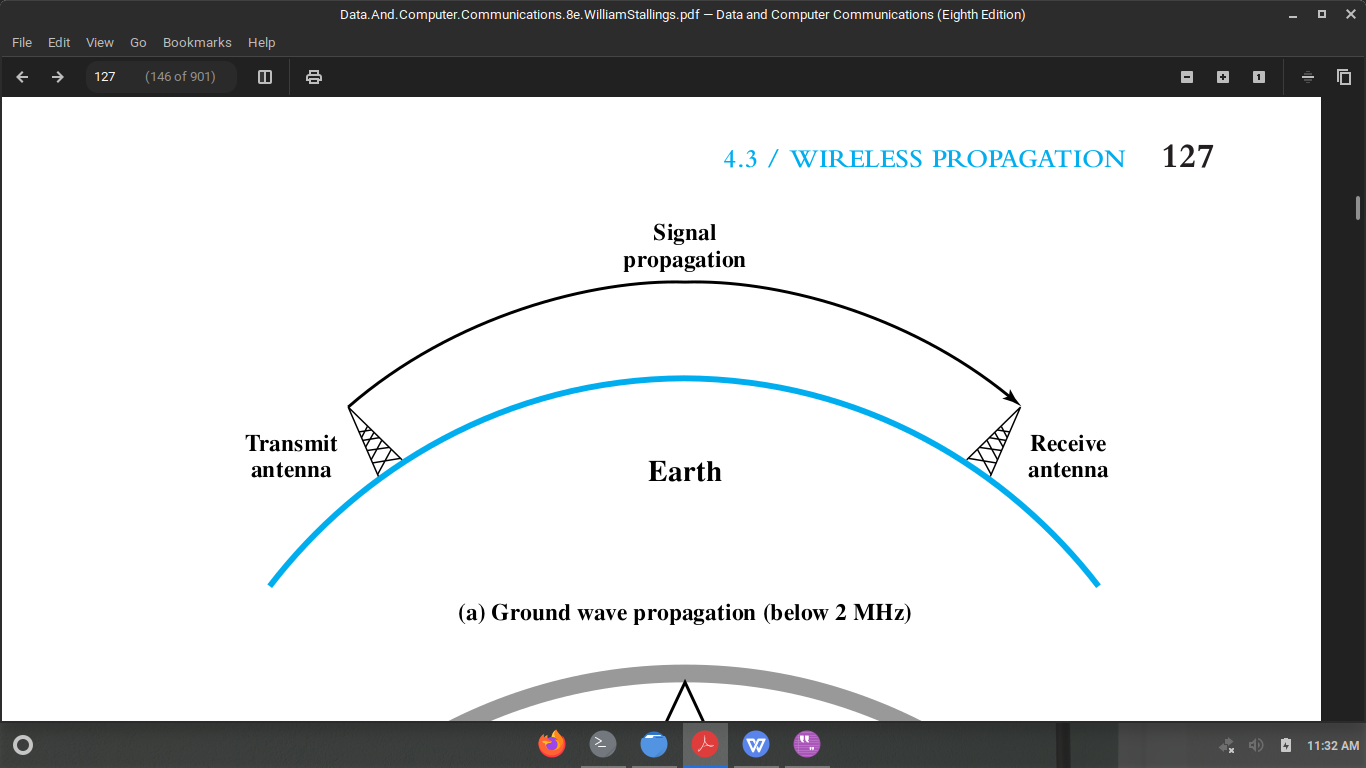 Data.And.Computer.Communications.8e.WilliamStallings.pdf — Data and Computer Communications (Eighth Edition)
File Edit View Go Bookmarks Help
127 (146 of 901)
4.3 / WIRELESS PROPAGATION 127
Signal
propagation
Transmit
antenna
Earth
Receive
antenna
(a) Ground wave propagation (below 2 MHz)
11:32 AM